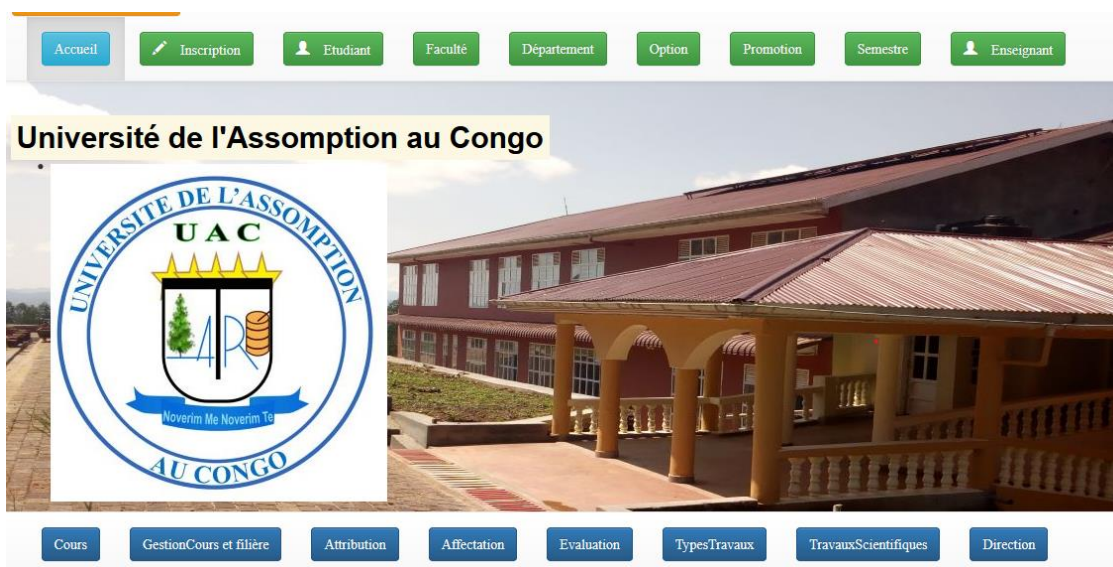 Accueil Inscription Etudiant Faculté Département Option Promotion Semestre Enseignant
Université de l'Assomption au Congo
UNIVERSITE DE L'ASSOMPTION
UAC
Noverim Me Noverim Te
AU CONGO
Cours GestionCours et filière Attribution Affectation Evaluation TypesTravaux TravauxScientifiques Direction